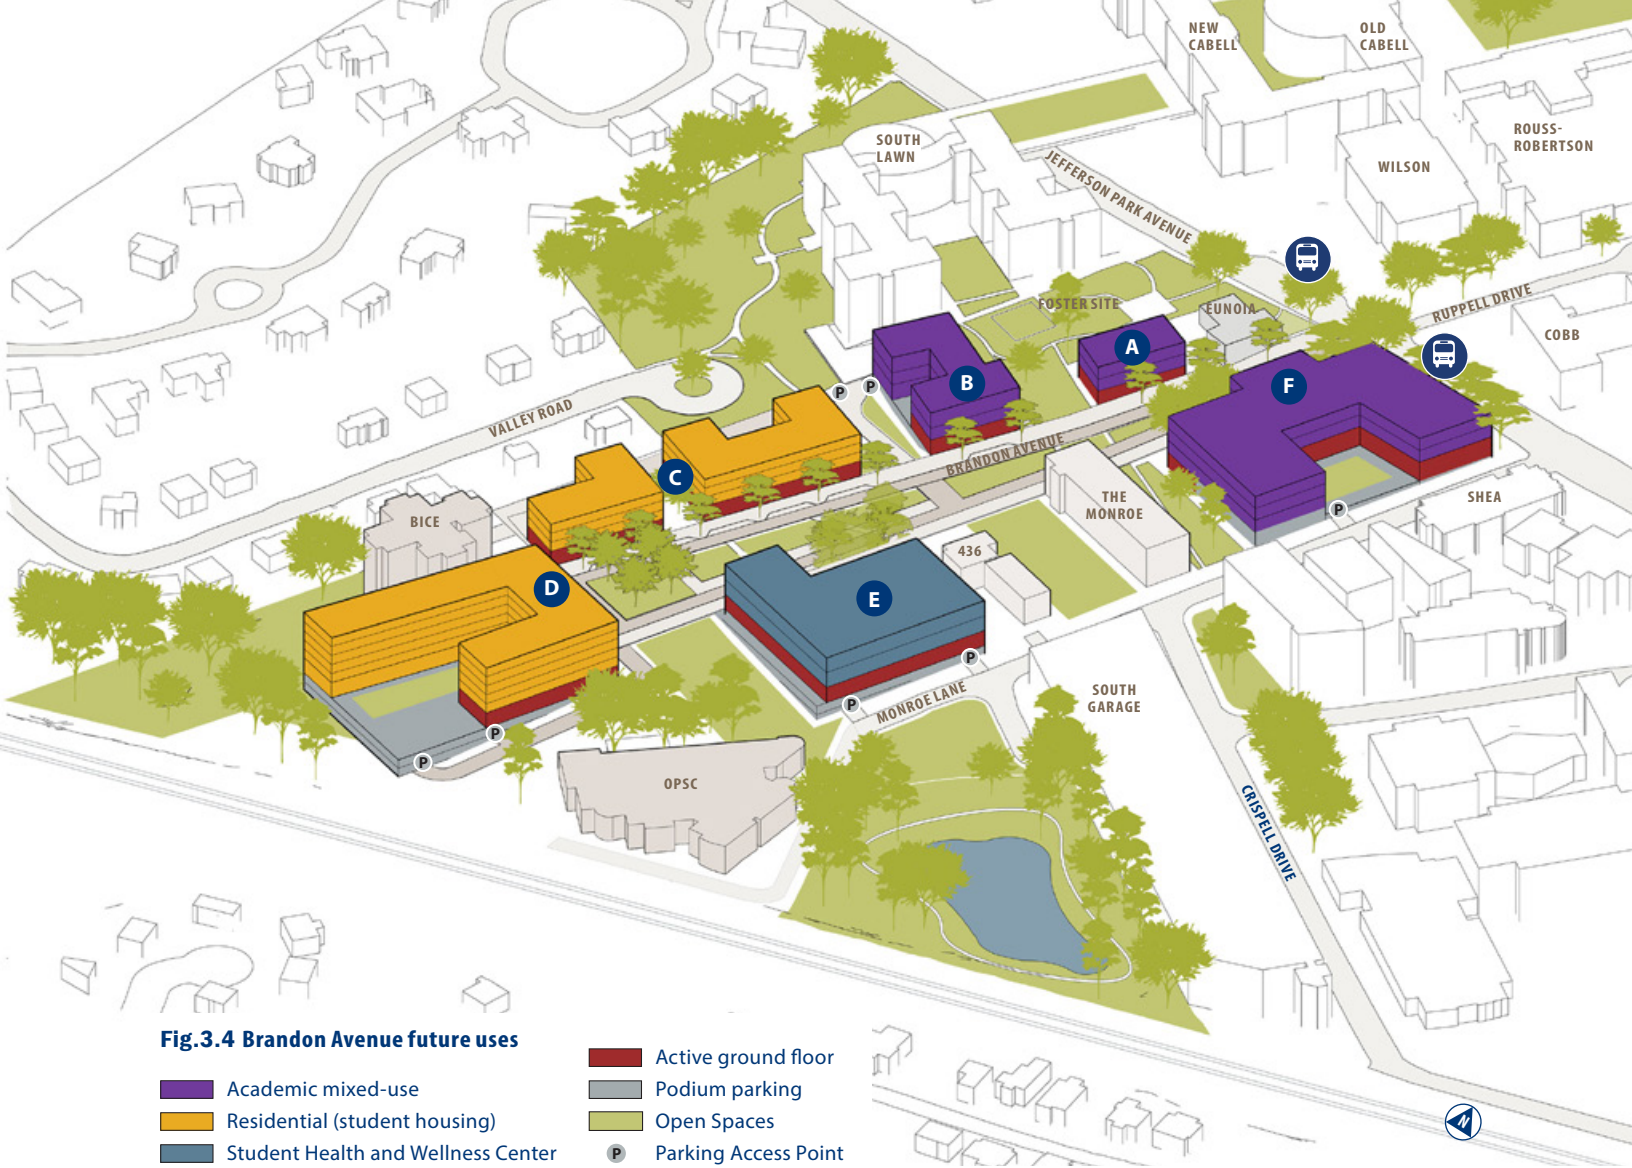 NEW
CABELL
OLD
CABELL
ROUSS-
ROBERTSON
SOUTH
LAWN
WILSON
JEFFERSON PARK AVENUE
RUPPELL DRIVE
FOSTER SITE
EUNOIA
COBB
A
B
F
P
P
VALLEY ROAD
BRANDON AVENUE
C
THE
MONROE
SHEA
P
BICE
436
D
E
P
P
MONROE LANE
SOUTH
GARAGE
P
P
OPSC
CRISPELL DRIVE
Fig.3.4 Brandon Avenue future uses
Academic mixed-use
Residential (student housing)
Student Health and Wellness Center
Active ground floor
Podium parking
Open Spaces
P Parking Access Point
N